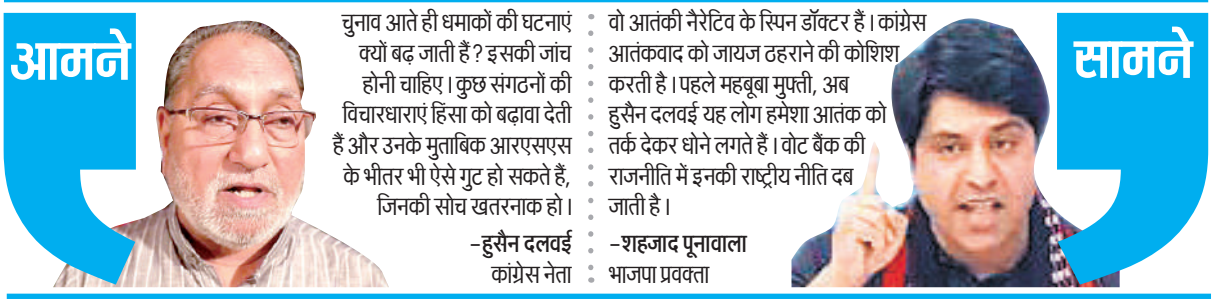 आमने
चुनाव आते ही धमाकों की घटनाएं
क्यों बढ़ जाती हैं? इसकी जांच
होनी चाहिए। कुछ संगठनों की
विचारधाराएं हिंसा को बढ़ावा देती
हैं और उनके मुताबिक आरएसएस
के भीतर भी ऐसे गुट हो सकते हैं,
जिनकी सोच खतरनाक हो।
-हुसैन दलवई
कांग्रेस नेता
वो आतंकी नैरेटिव के स्पिन डॉक्टर हैं। कांग्रेस
आतंकवाद को जायज ठहराने की कोशिश
करती है। पहले महबूबा मुफ्ती, अब
हुसैन दलवई यह लोग हमेशा आतंक को
तर्क देकर धोने लगते हैं। वोट बैंक की
राजनीति में इनकी राष्ट्रीय नीति दब
जाती है।
-शहजाद पूनावाला
भाजपा प्रवक्ता
सामने